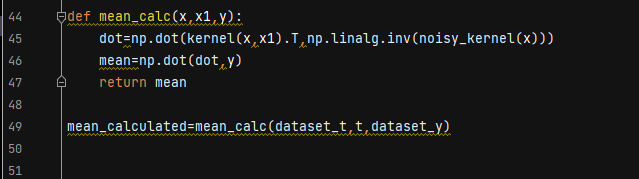 44 def mean_calc(x,x1,y):
45     dot=np.dot(kernel(x,x1).T,np.linalg.inv(noisy_kernel(x)))
46     mean=np.dot(dot,y)
47     return mean
48
49 mean_calculated=mean_calc(dataset_t,t,dataset_y)
50
51